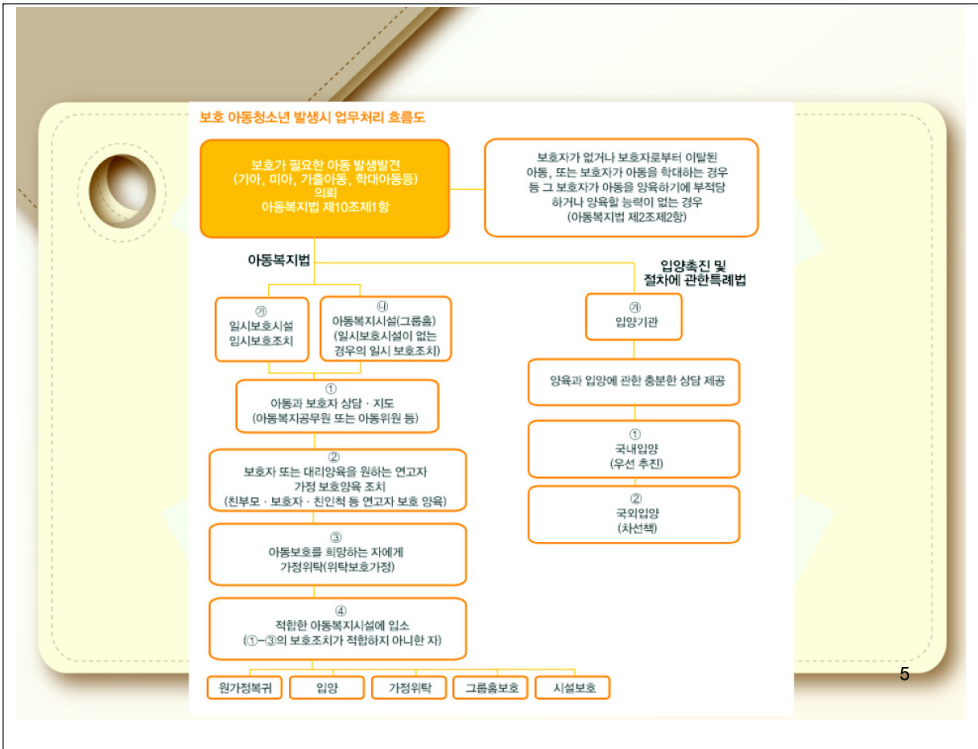 보호 아동청소년 발생시 업무처리 흐름도
보호가 필요한 아동 발생발견
(기아, 미아, 가출아동, 학대아동등)
의뢰
아동복지법 제10조제1항
보호자가 없거나 보호자로부터 이탈된
아동, 또는 보호자가 아동을 학대하는 경우
등 그 보호자가 아동을 양육하기에 부적당
하거나 양육할 능력이 없는 경우
(아동복지법 제2조제2항)
아동복지법
입양촉진 및
절차에 관한특례법
㉮
일시보호시설
임시보호조치
㉯
아동복지시설(그룹홈)
(일시보호시설이 없는
경우의 일시 보호조치)
㉮
입양기관
①
아동과 보호자 상담 · 지도
(아동복지공무원 또는 아동위원 등)
양육과 입양에 관한 충분한 상담 제공
②
보호자 또는 대리양육을 원하는 연고자
가정 보호양육 조치
(친부모 · 보호자 · 친인척 등 연고자 보호 양육)
①
국내입양
(우선 추진)
②
국외입양
(차선책)
③
아동보호를 희망하는 자에게
가정위탁(위탁보호가정)
④
적합한 아동복지시설에 입소
(①-③의 보호조치가 적합하지 아니한 자)
원가정복귀
입양
가정위탁
그룹홈보호
시설보호
5